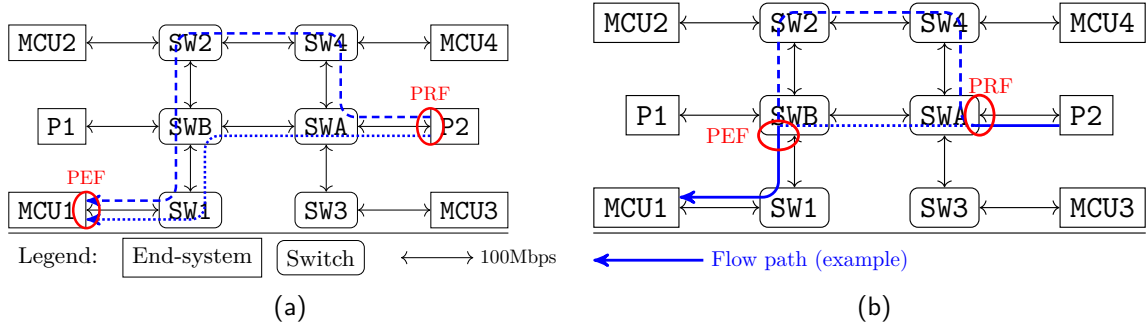 MCU2 SW2 SW4 MCU4
PRF
P1 SWB SWA P2
PEF
MCU1 SW1 SW3 MCU3
Legend: End-system Switch 100Mbps
(a)
MCU2 SW2 SW4 MCU4
PRF
P1 SWB SWA P2
PEF
MCU1 SW1 SW3 MCU3
Flow path (example)
(b)